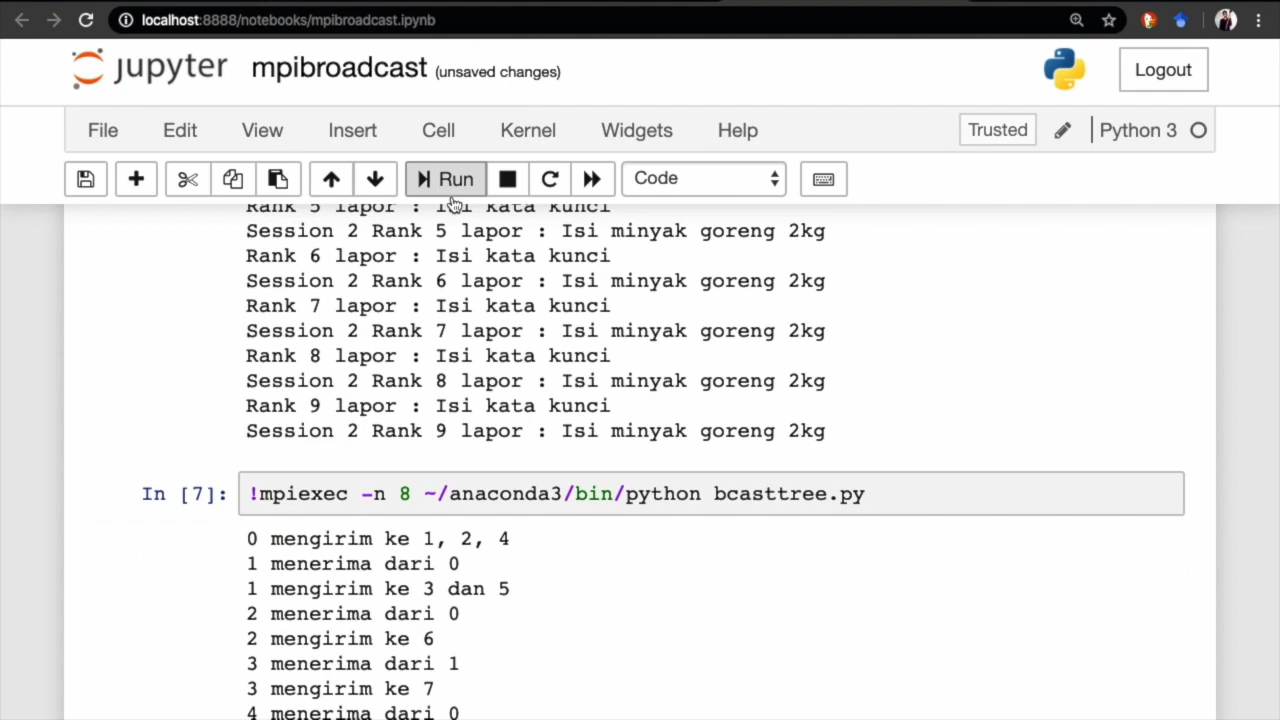 localhost:8888/notebooks/mpibroadcast.ipynb
jupyter mpibroadcast (unsaved changes) Logout
File Edit View Insert Cell Kernel Widgets Help Trusted Python 3
Run Code
Rank 5 lapor : Isi kata kunci
Session 2 Rank 5 lapor : Isi minyak goreng 2kg
Rank 6 lapor : Isi kata kunci
Session 2 Rank 6 lapor : Isi minyak goreng 2kg
Rank 7 lapor : Isi kata kunci
Session 2 Rank 7 lapor : Isi minyak goreng 2kg
Rank 8 lapor : Isi kata kunci
Session 2 Rank 8 lapor : Isi minyak goreng 2kg
Rank 9 lapor : Isi kata kunci
Session 2 Rank 9 lapor : Isi minyak goreng 2kg
In [7]: !mpiexec -n 8 ~/anaconda3/bin/python bcasttree.py
0 mengirim ke 1, 2, 4
1 menerima dari 0
1 mengirim ke 3 dan 5
2 menerima dari 0
2 mengirim ke 6
3 menerima dari 1
3 mengirim ke 7
4 menerima dari 0